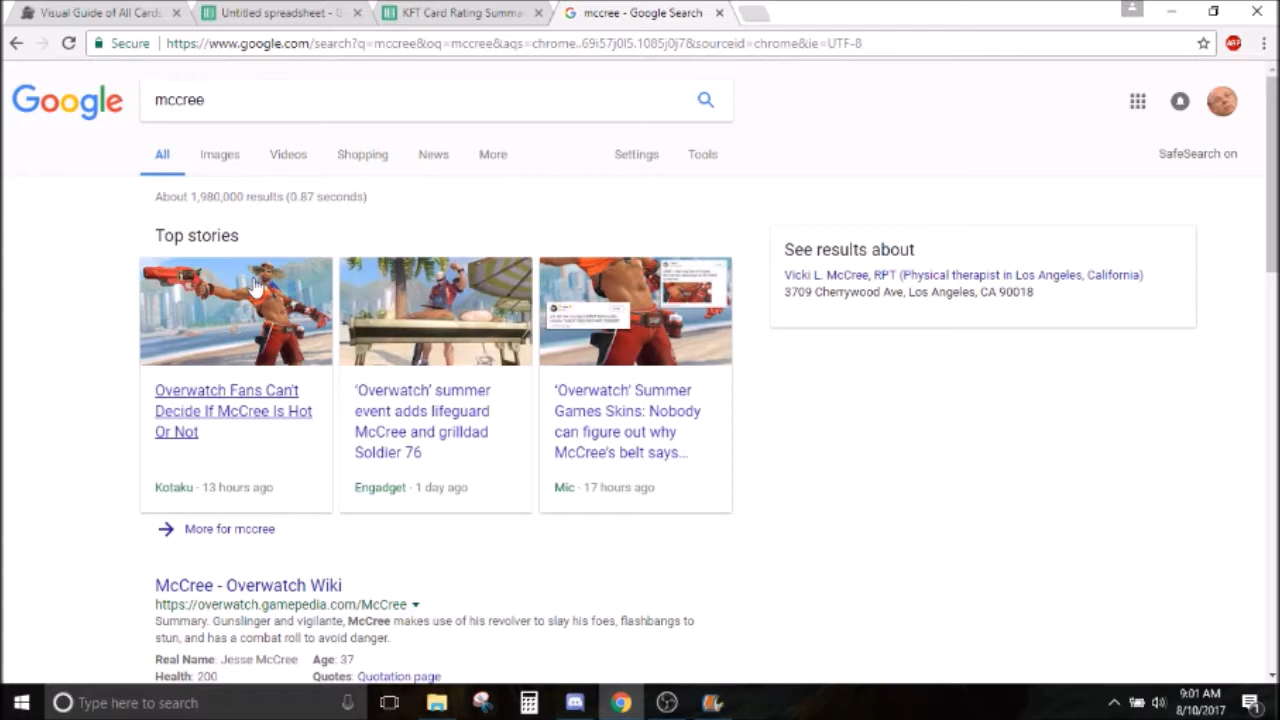 Visual Guide of All Cards
Untitled spreadsheet - G
KFT Card Rating Summa
mccree - Google Search
Secure
https://www.google.com/search?q=mccree&oq=mccree&aqs=chrome..69i57j0l5.1085j0j7&sourceid=chrome&ie=UTF-8
ABP
Google
mccree
All
Images
Videos
Shopping
News
More
Settings
Tools
SafeSearch on
About 1,980,000 results (0.87 seconds)
Top stories
Overwatch Fans Can't
Decide If McCree Is Hot
Or Not
Kotaku · 13 hours ago
'Overwatch' summer
event adds lifeguard
McCree and grilldad
Soldier 76
Engadget · 1 day ago
'Overwatch' Summer
Games Skins: Nobody
can figure out why
McCree's belt says...
Mic · 17 hours ago
More for mccree
See results about
Vicki L. McCree, RPT (Physical therapist in Los Angeles, California)
3709 Cherrywood Ave, Los Angeles, CA 90018
McCree - Overwatch Wiki
https://overwatch.gamepedia.com/McCree
Summary. Gunslinger and vigilante, McCree makes use of his revolver to slay his foes, flashbangs to
stun, and has a combat roll to avoid danger.
Real Name: Jesse McCree Age: 37
Health: 200 Quotes: Quotation page
Type here to search
9:01 AM
8/10/2017